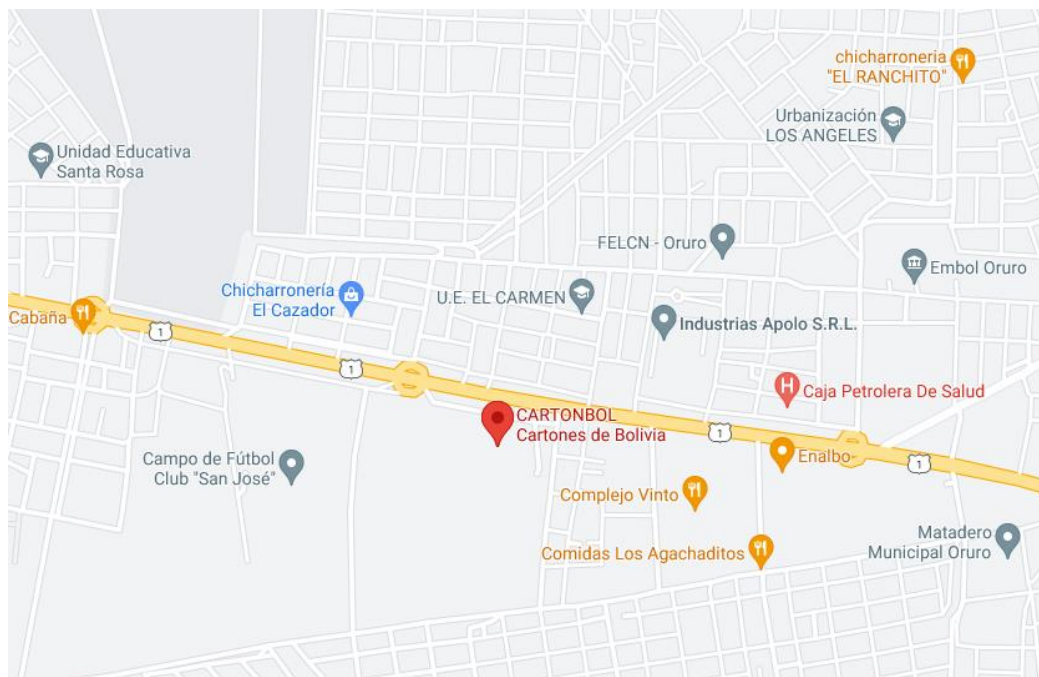 chicharroneria
"EL RANCHITO"
Urbanización
LOS ANGELES
Unidad Educativa
Santa Rosa
FELCN - Oruro
Embol Oruro
Chicharronería
El Cazador
U.E. EL CARMEN
Cabaña
1
Industrias Apolo S.R.L.
1
Caja Petrolera De Salud
H
CARTONBOL
Cartones de Bolivia
1
Enalbo
1
Campo de Fútbol
Club "San José"
Complejo Vinto
Comidas Los Agachaditos
Matadero
Municipal Oruro